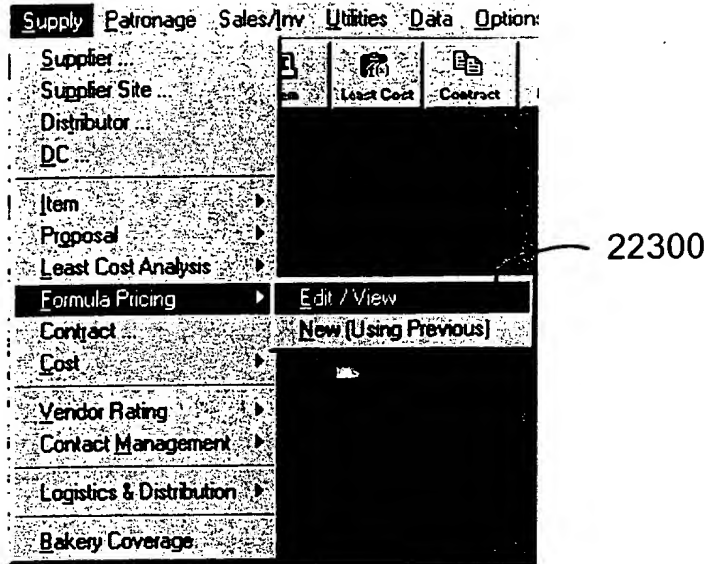 Supply Patronage Sales/Inv Utilities Data Option:
Supplier ...
Supplier Site ...
Distributor ...
DC ...
Least Cost Contract
Item
Proposal
Least Cost Analysis
Formula Pricing
Edit / View
New (Using Previous)
Contract ...
Cost
Vendor Rating
Contact Management
Logistics & Distribution
Bakery Coverage
22300